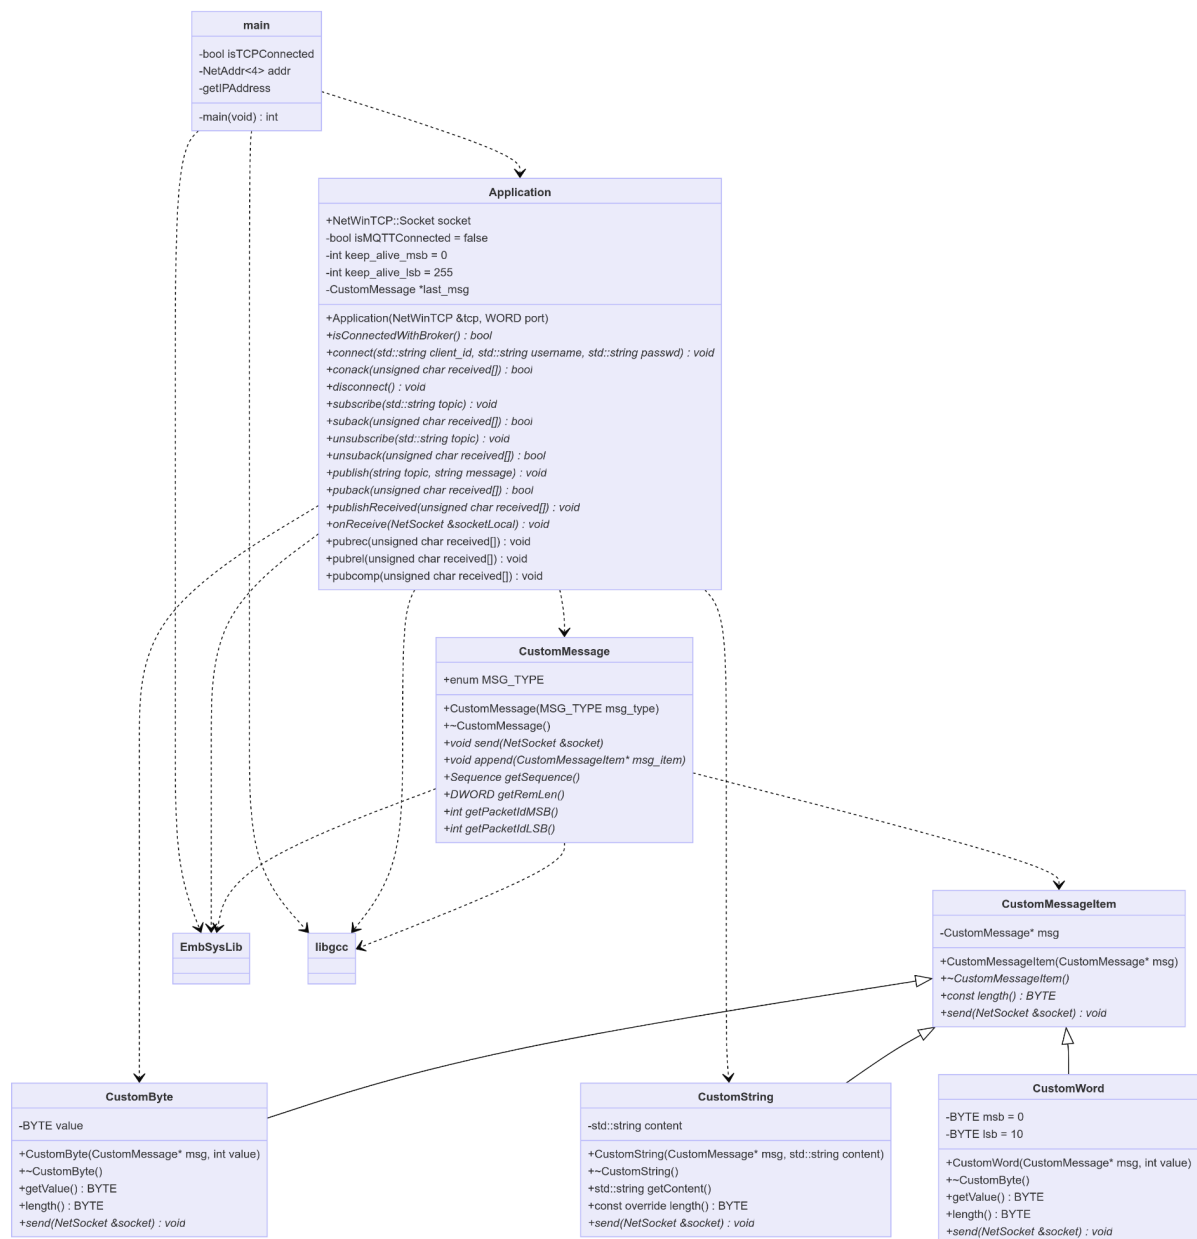 main
-bool isTCPConnected
-NetAddr<4> addr
-getIPAddress
-main(void) : int
Application
+NetWinTCP::Socket socket
-bool isMQTTConnected = false
-int keep_alive_msb = 0
-int keep_alive_lsb = 255
-CustomMessage *last_msg
+Application(NetWinTCP &tcp, WORD port)
+isConnectedWithBroker() : bool
+connect(std::string client_id, std::string username, std::string passwd) : void
+conack(unsigned char received[]) : bool
+disconnect() : void
+subscribe(std::string topic) : void
+suback(unsigned char received[]) : bool
+unsubscribe(std::string topic) : void
+unsuback(unsigned char received[]) : bool
+publish(string topic, string message) : void
+puback(unsigned char received[]) : bool
+publishReceived(unsigned char received[]) : void
+onReceive(NetSocket &socketLocal) : void
+pubrec(unsigned char received[]) : void
+pubrel(unsigned char received[]) : void
+pubcomp(unsigned char received[]) : void
CustomMessage
+enum MSG_TYPE
+CustomMessage(MSG_TYPE msg_type)
+~CustomMessage()
+void send(NetSocket &socket)
+void append(CustomMessageItem* msg_item)
+Sequence getSequence()
+DWORD getRemLen()
+int getPacketIdMSB()
+int getPacketIdLSB()
EmbSysLib
libgcc
CustomMessageItem
-CustomMessage* msg
+CustomMessageItem(CustomMessage* msg)
+~CustomMessageItem()
+const length() : BYTE
+send(NetSocket &socket) : void
CustomByte
-BYTE value
+CustomByte(CustomMessage* msg, int value)
+~CustomByte()
+getValue() : BYTE
+length() : BYTE
+send(NetSocket &socket) : void
CustomString
-std::string content
+CustomString(CustomMessage* msg, std::string content)
+~CustomString()
+std::string getContent()
+const override length() : BYTE
+send(NetSocket &socket) : void
CustomWord
-BYTE msb = 0
-BYTE lsb = 10
+CustomWord(CustomMessage* msg, int value)
+~CustomByte()
+getValue() : BYTE
+length() : BYTE
+send(NetSocket &socket) : void